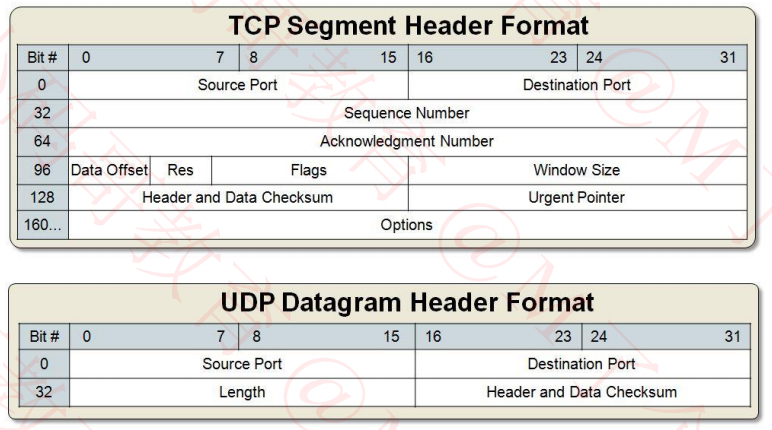 TCP Segment Header Format
Bit # 0 7 8 15 16 23 24 31
0 Source Port Destination Port
32 Sequence Number
64 Acknowledgment Number
96 Data Offset Res Flags Window Size
128 Header and Data Checksum Urgent Pointer
160... Options
UDP Datagram Header Format
Bit # 0 7 8 15 16 23 24 31
0 Source Port Destination Port
32 Length Header and Data Checksum